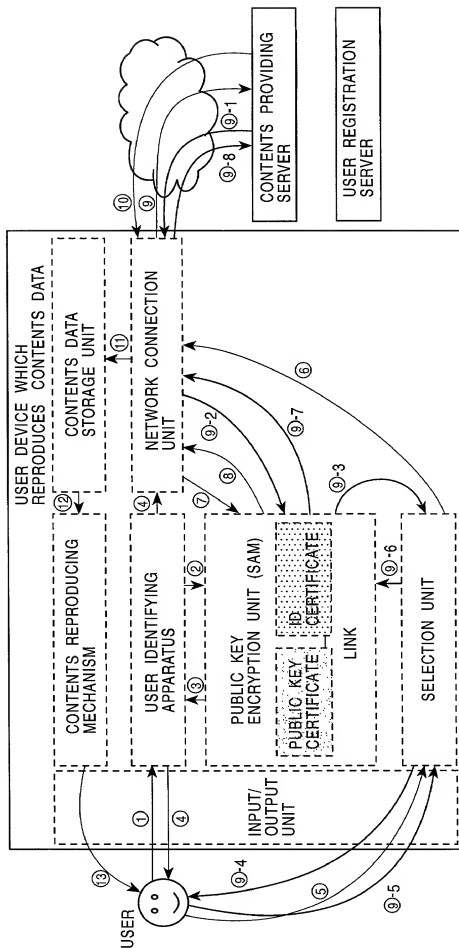 USER DEVICE WHICH
REPRODUCES CONTENTS DATA
CONTENTS REPRODUCING
MECHANISM
⑫
CONTENTS DATA
STORAGE UNIT
⑬
①
④
USER IDENTIFYING
APPARATUS
④
⑪
NETWORK CONNECTION
UNIT
⑩
⑨
⑨-1
⑨-8
USER
③
②
⑦
⑧
⑨-2
⑨-7
PUBLIC KEY
ENCRYPTION UNIT (SAM)
PUBLIC KEY
CERTIFICATE
ID
CERTIFICATE
LINK
⑥
⑨-3
⑨-6
INPUT/
OUTPUT
UNIT
SELECTION UNIT
⑨-4
⑤
⑨-5
CONTENTS PROVIDING
SERVER
USER REGISTRATION
SERVER